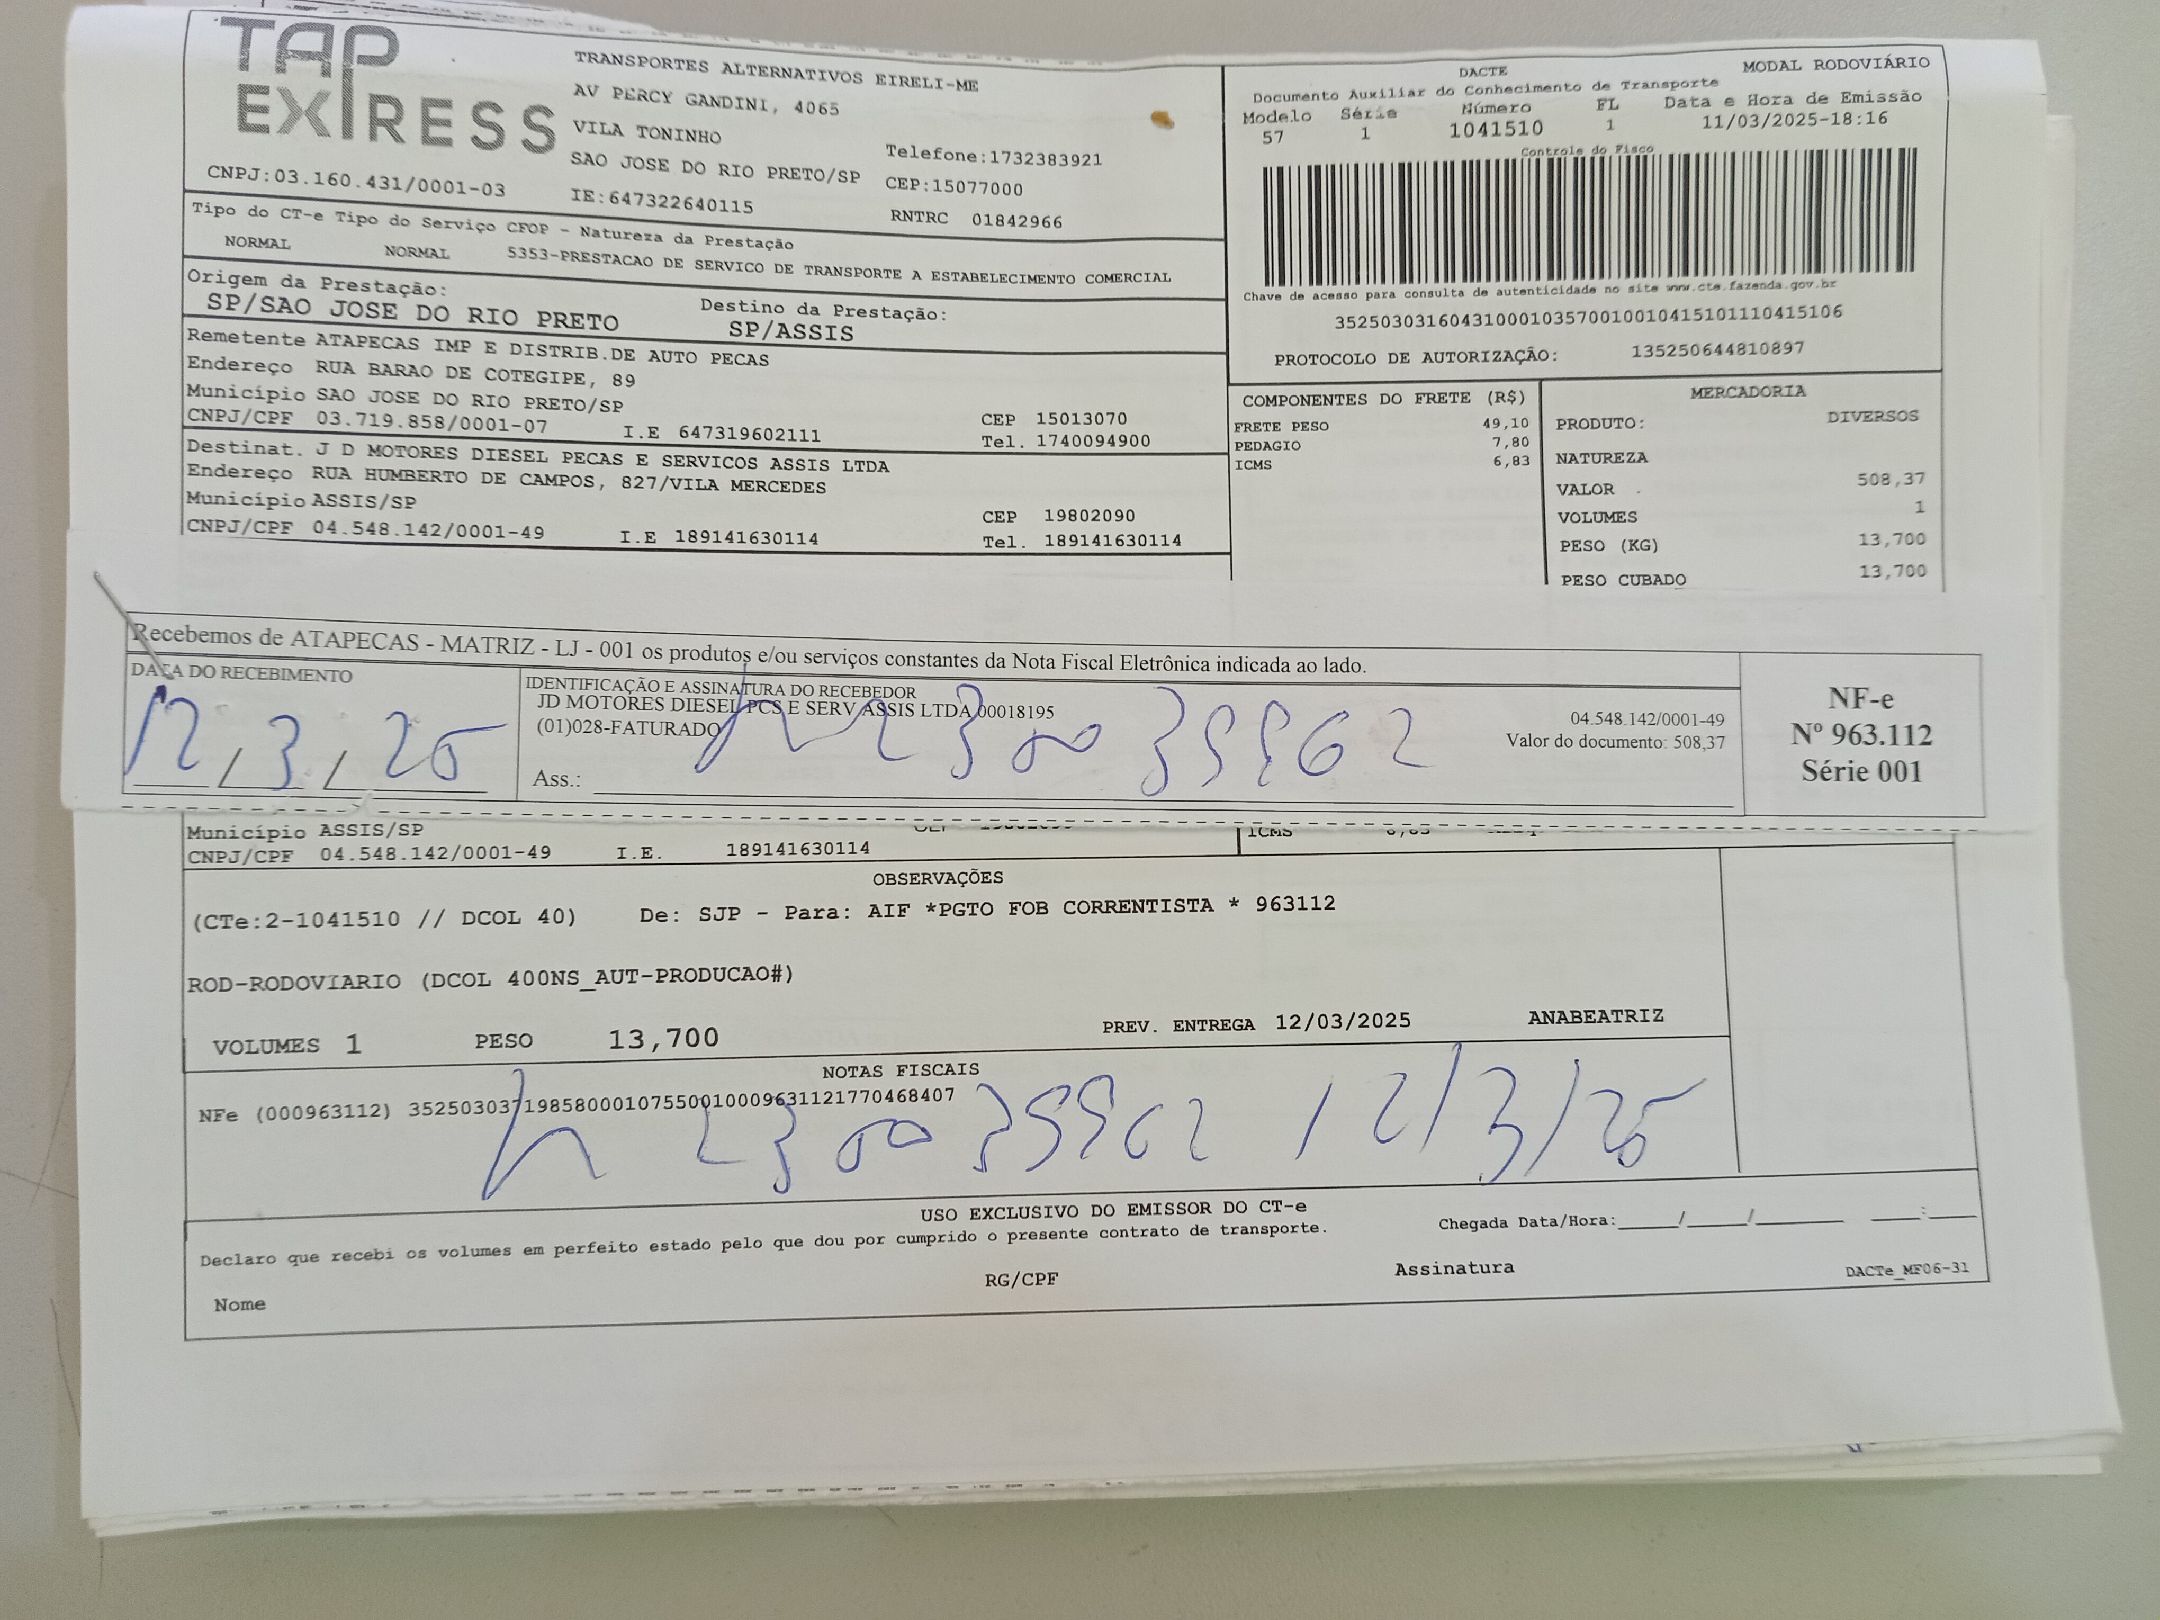 TAP EXPRESS
TRANSPORTES ALTERNATIVOS EIRELI-ME
AV PERCY GANDINI, 4065
VILA TONINHO
SAO JOSE DO RIO PRETO/SP
Telefone:1732383921
CEP:15077000
CNPJ:03.160.431/0001-03
IE:647322640115
RNTRC 01842966
DACTE
MODAL RODOVIÁRIO
Documento Auxiliar do Conhecimento de Transporte
Modelo Série Número FL Data e Hora de Emissão
57 1 1041510 1 11/03/2025-18:16
Controle do Fisco
Chave de acesso para consulta de autenticidade no site www.cte.fazenda.gov.br
35250303160431000103570010010415101110415106
PROTOCOLO DE AUTORIZAÇÃO: 135250644810897
Tipo do CT-e Tipo do Serviço CFOP - Natureza da Prestação
NORMAL NORMAL 5353-PRESTACAO DE SERVICO DE TRANSPORTE A ESTABELECIMENTO COMERCIAL
Origem da Prestação:
SP/SAO JOSE DO RIO PRETO
Destino da Prestação:
SP/ASSIS
Remetente ATAPECAS IMP E DISTRIB.DE AUTO PECAS
Endereço RUA BARAO DE COTEGIPE, 89
Município SAO JOSE DO RIO PRETO/SP
CEP 15013070
CNPJ/CPF 03.719.858/0001-07 I.E 647319602111 Tel. 1740094900
Destinat. J D MOTORES DIESEL PECAS E SERVICOS ASSIS LTDA
Endereço RUA HUMBERTO DE CAMPOS, 827/VILA MERCEDES
Município ASSIS/SP
CEP 19802090
CNPJ/CPF 04.548.142/0001-49 I.E 189141630114 Tel. 189141630114
COMPONENTES DO FRETE (R$)
FRETE PESO 49,10
PEDAGIO 7,80
ICMS 6,83
MERCADORIA
PRODUTO: DIVERSOS
NATUREZA
VALOR . 508,37
VOLUMES 1
PESO (KG) 13,700
PESO CUBADO 13,700
Recebemos de ATAPECAS - MATRIZ - LJ - 001 os produtos e/ou serviços constantes da Nota Fiscal Eletrônica indicada ao lado.
DATA DO RECEBIMENTO
12/3/25
IDENTIFICAÇÃO E ASSINATURA DO RECEBEDOR
JD MOTORES DIESEL PCS E SERV ASSIS LTDA 00018195
(01)028-FATURADO
04.548.142/0001-49
Valor do documento: 508,37
Ass.:
NF-e
Nº 963.112
Série 001
Município ASSIS/SP
ICMS
CNPJ/CPF 04.548.142/0001-49 I.E. 189141630114
OBSERVAÇÕES
(CTe:2-1041510 // DCOL 40) De: SJP - Para: AIF *PGTO FOB CORRENTISTA * 963112
ROD-RODOVIARIO (DCOL 400NS_AUT-PRODUCAO#)
VOLUMES 1 PESO 13,700 PREV. ENTREGA 12/03/2025 ANABEATRIZ
NOTAS FISCAIS
NFe (000963112) 35250303719858000107550010009631121770468407
12/3/25
USO EXCLUSIVO DO EMISSOR DO CT-e
Declaro que recebi os volumes em perfeito estado pelo que dou por cumprido o presente contrato de transporte.
Chegada Data/Hora:____/____/______ ___:___
Nome
RG/CPF
Assinatura
DACTe_MF06-31